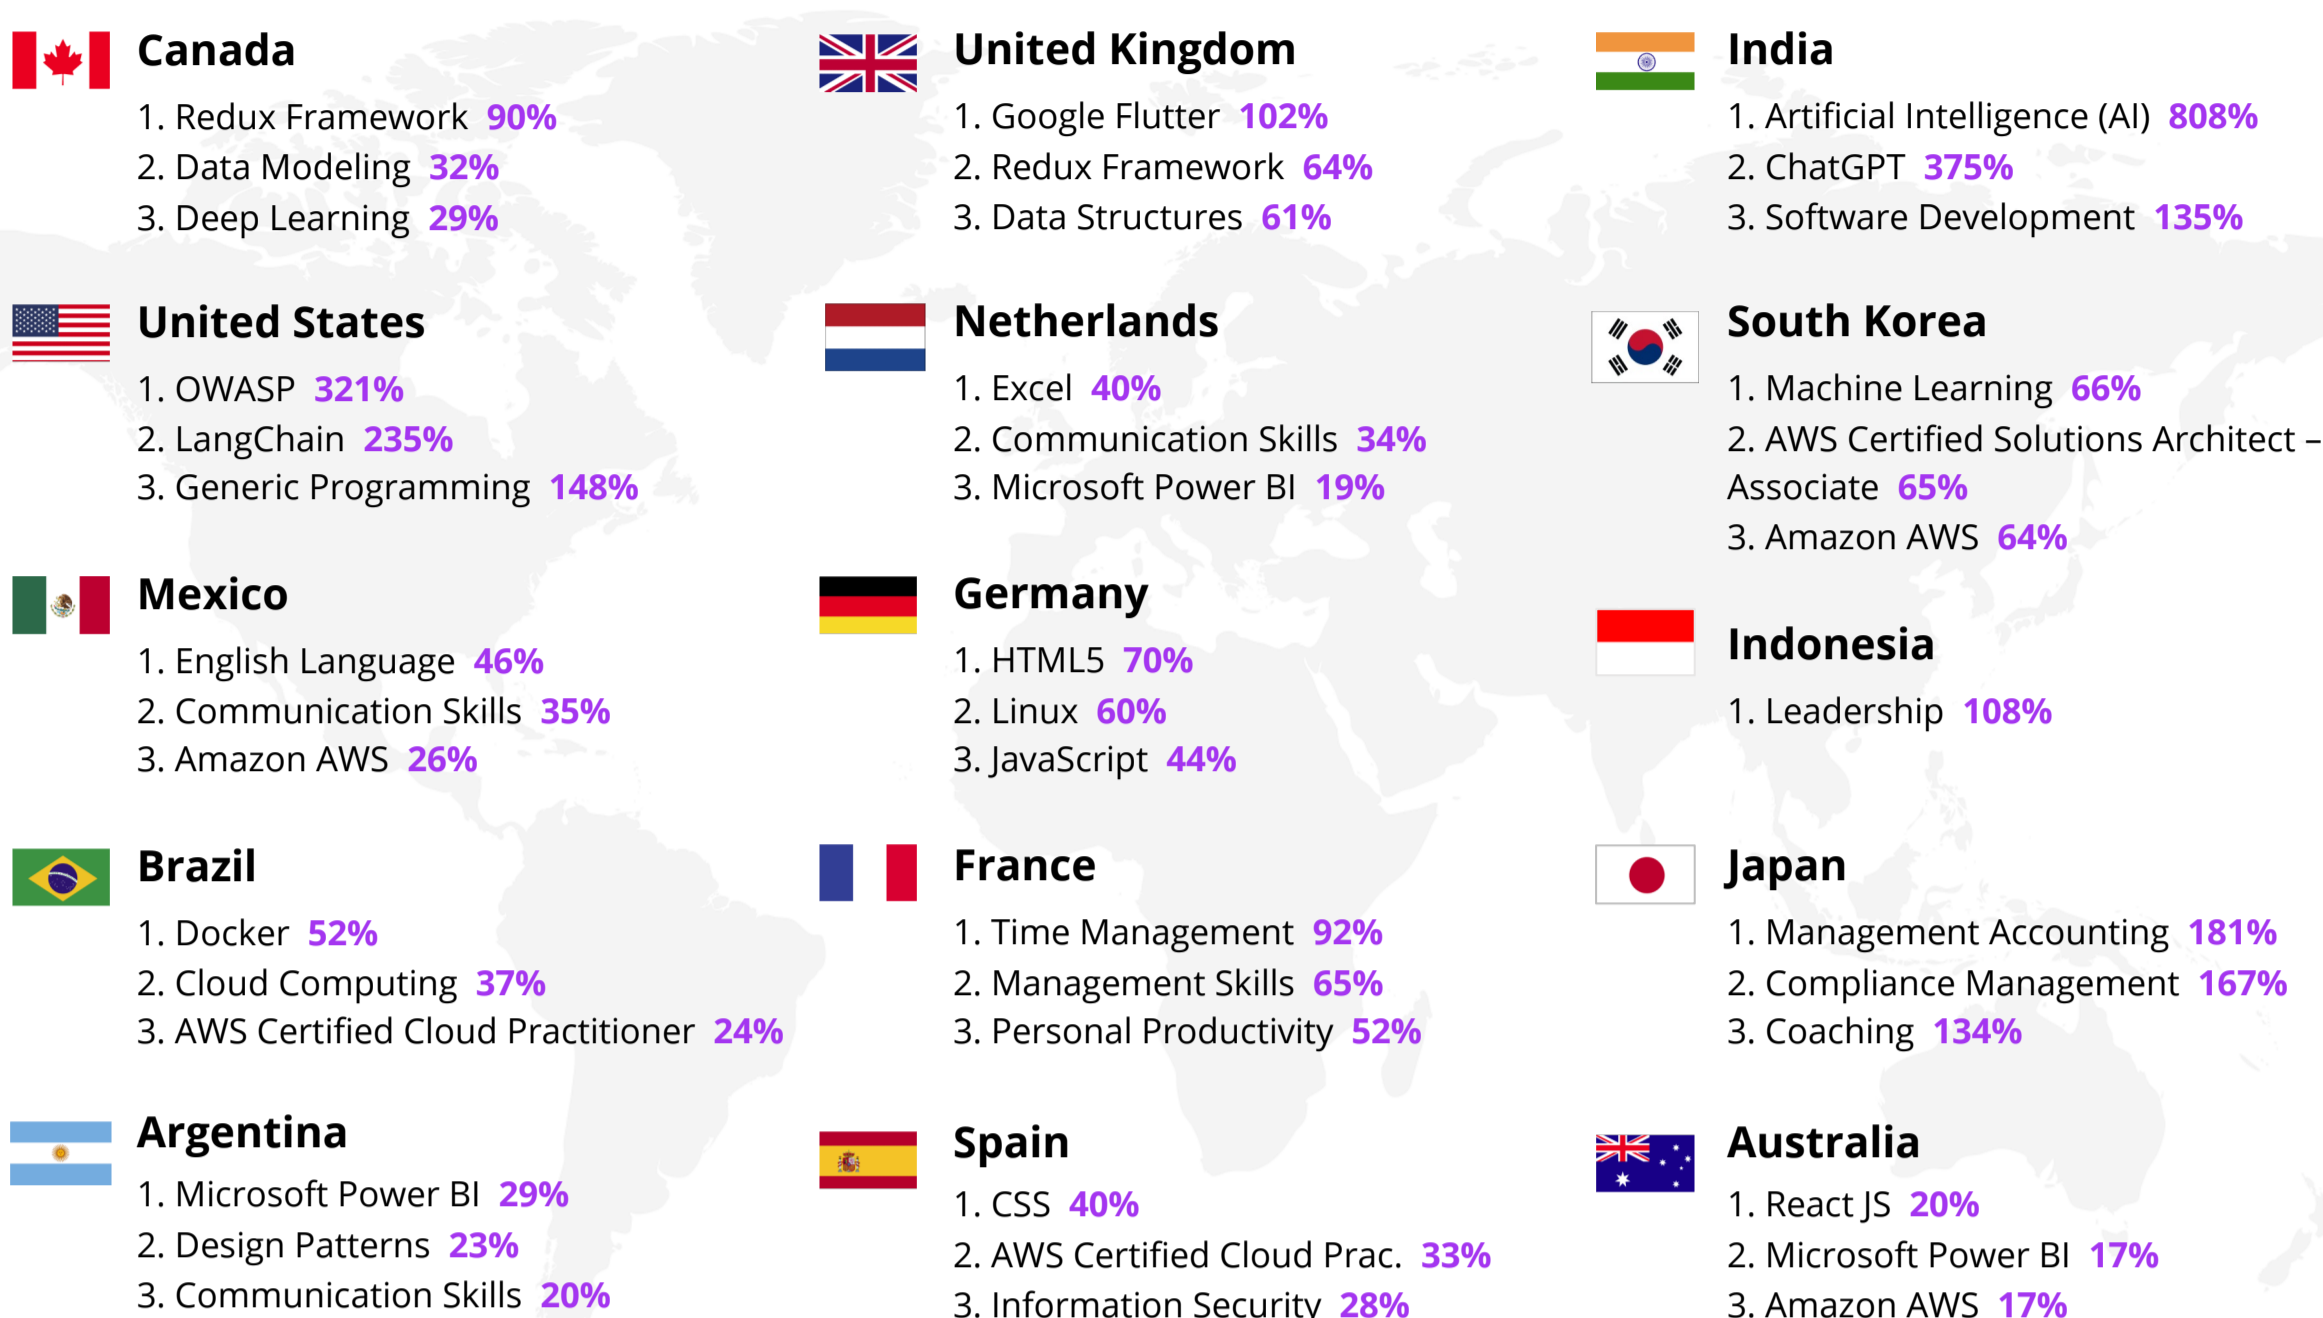 Canada
1. Redux Framework 90%
2. Data Modeling 32%
3. Deep Learning 29%
United States
1. OWASP 321%
2. LangChain 235%
3. Generic Programming 148%
Mexico
1. English Language 46%
2. Communication Skills 35%
3. Amazon AWS 26%
Brazil
1. Docker 52%
2. Cloud Computing 37%
3. AWS Certified Cloud Practitioner 24%
Argentina
1. Microsoft Power BI 29%
2. Design Patterns 23%
3. Communication Skills 20%
United Kingdom
1. Google Flutter 102%
2. Redux Framework 64%
3. Data Structures 61%
Netherlands
1. Excel 40%
2. Communication Skills 34%
3. Microsoft Power BI 19%
Germany
1. HTML5 70%
2. Linux 60%
3. JavaScript 44%
France
1. Time Management 92%
2. Management Skills 65%
3. Personal Productivity 52%
Spain
1. CSS 40%
2. AWS Certified Cloud Prac. 33%
3. Information Security 28%
India
1. Artificial Intelligence (AI) 808%
2. ChatGPT 375%
3. Software Development 135%
South Korea
1. Machine Learning 66%
2. AWS Certified Solutions Architect –
Associate 65%
3. Amazon AWS 64%
Indonesia
1. Leadership 108%
Japan
1. Management Accounting 181%
2. Compliance Management 167%
3. Coaching 134%
Australia
1. React JS 20%
2. Microsoft Power BI 17%
3. Amazon AWS 17%